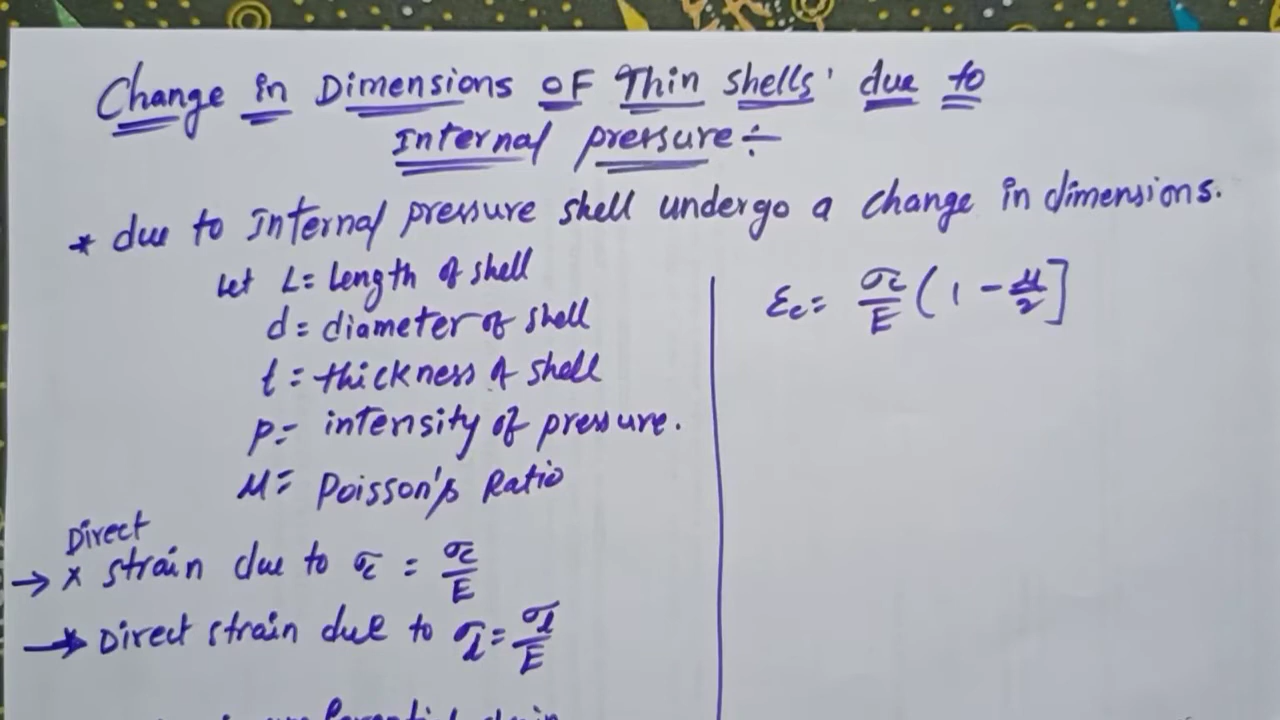 Change in Dimensions of Thin shells' due to
Internal pressure ÷
* due to Internal pressure shell undergo a change in dimensions.
Let L = Length of shell
d = diameter of shell
t = thickness of shell
p = intensity of pressure.
μ = Poisson's Ratio
Direct
→ * strain due to σc = σc/E
→ * Direct strain due to σl = σl/E
εc = σc/E (1 - μ/2]